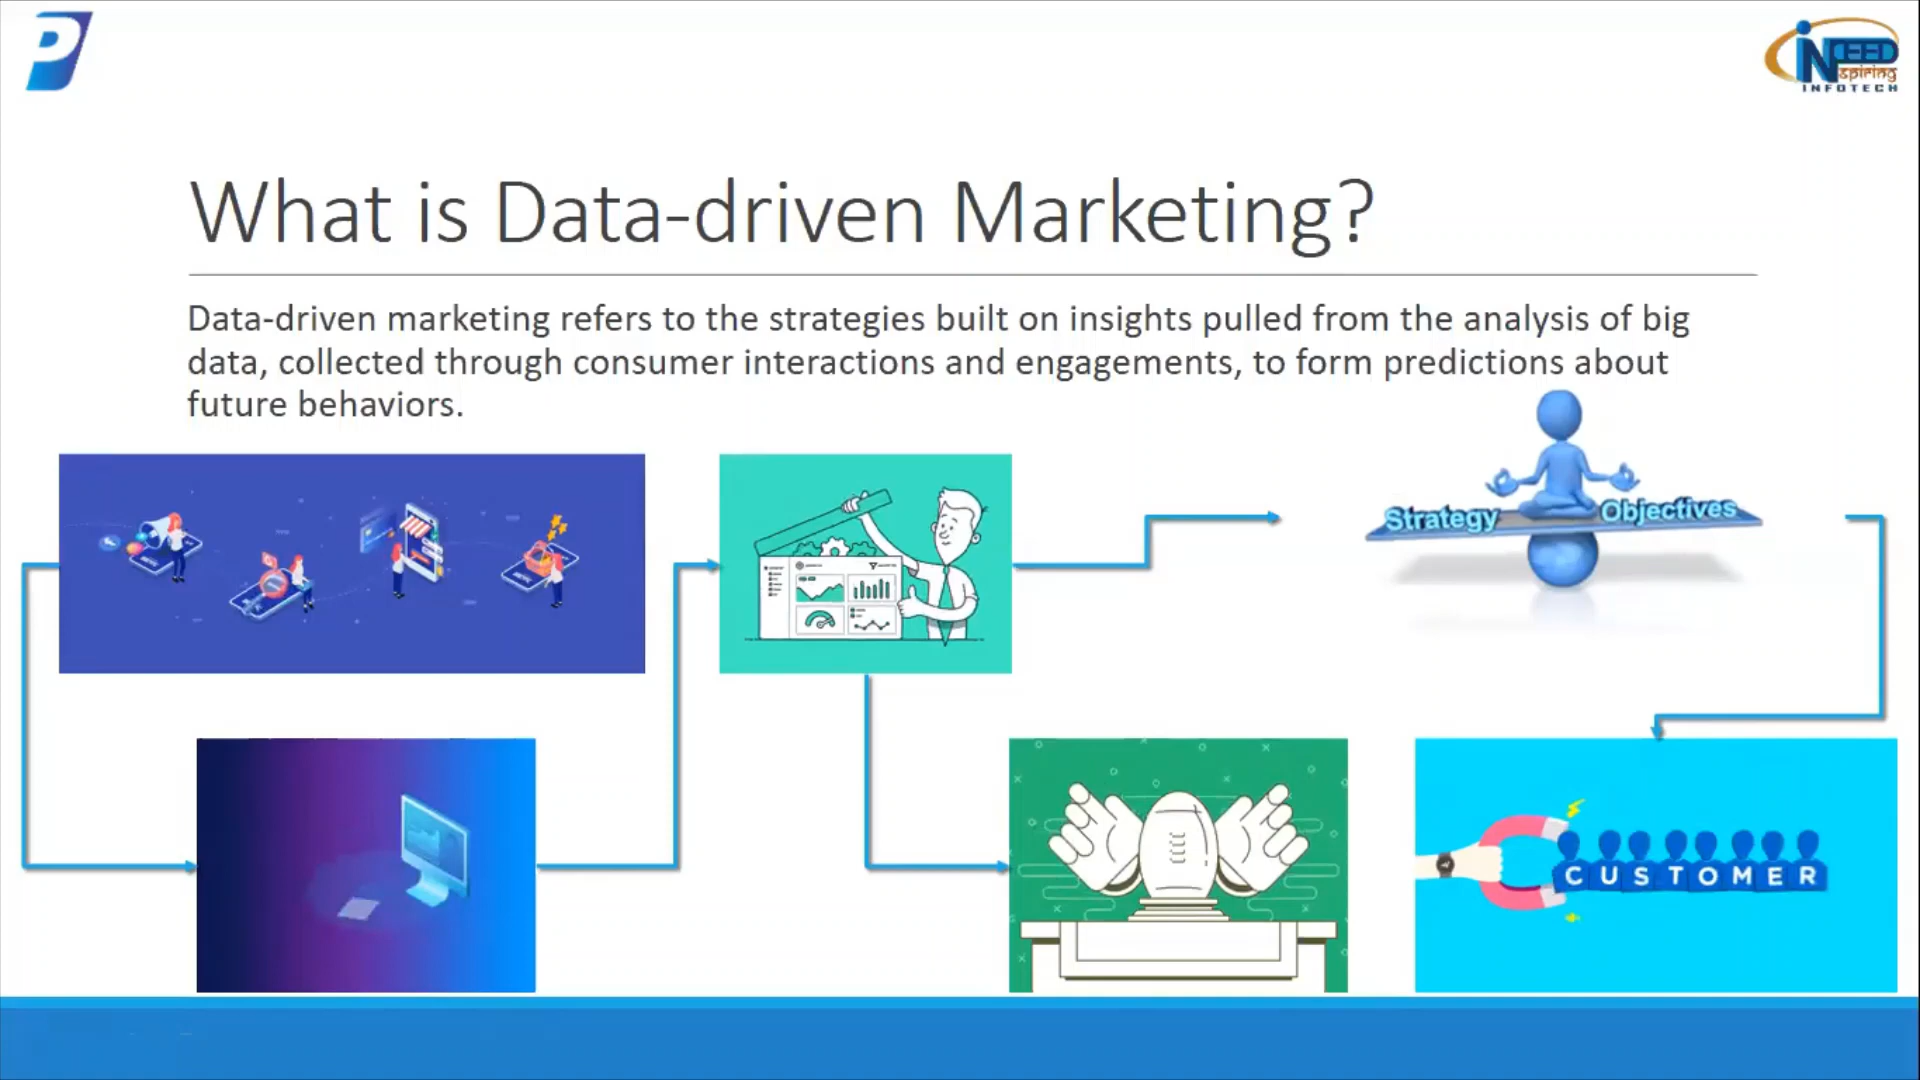 P
iNEED
Nspiring
INFOTECH
What is Data-driven Marketing?
Data-driven marketing refers to the strategies built on insights pulled from the analysis of big
data, collected through consumer interactions and engagements, to form predictions about
future behaviors.
Strategy Objectives
CUSTOMER